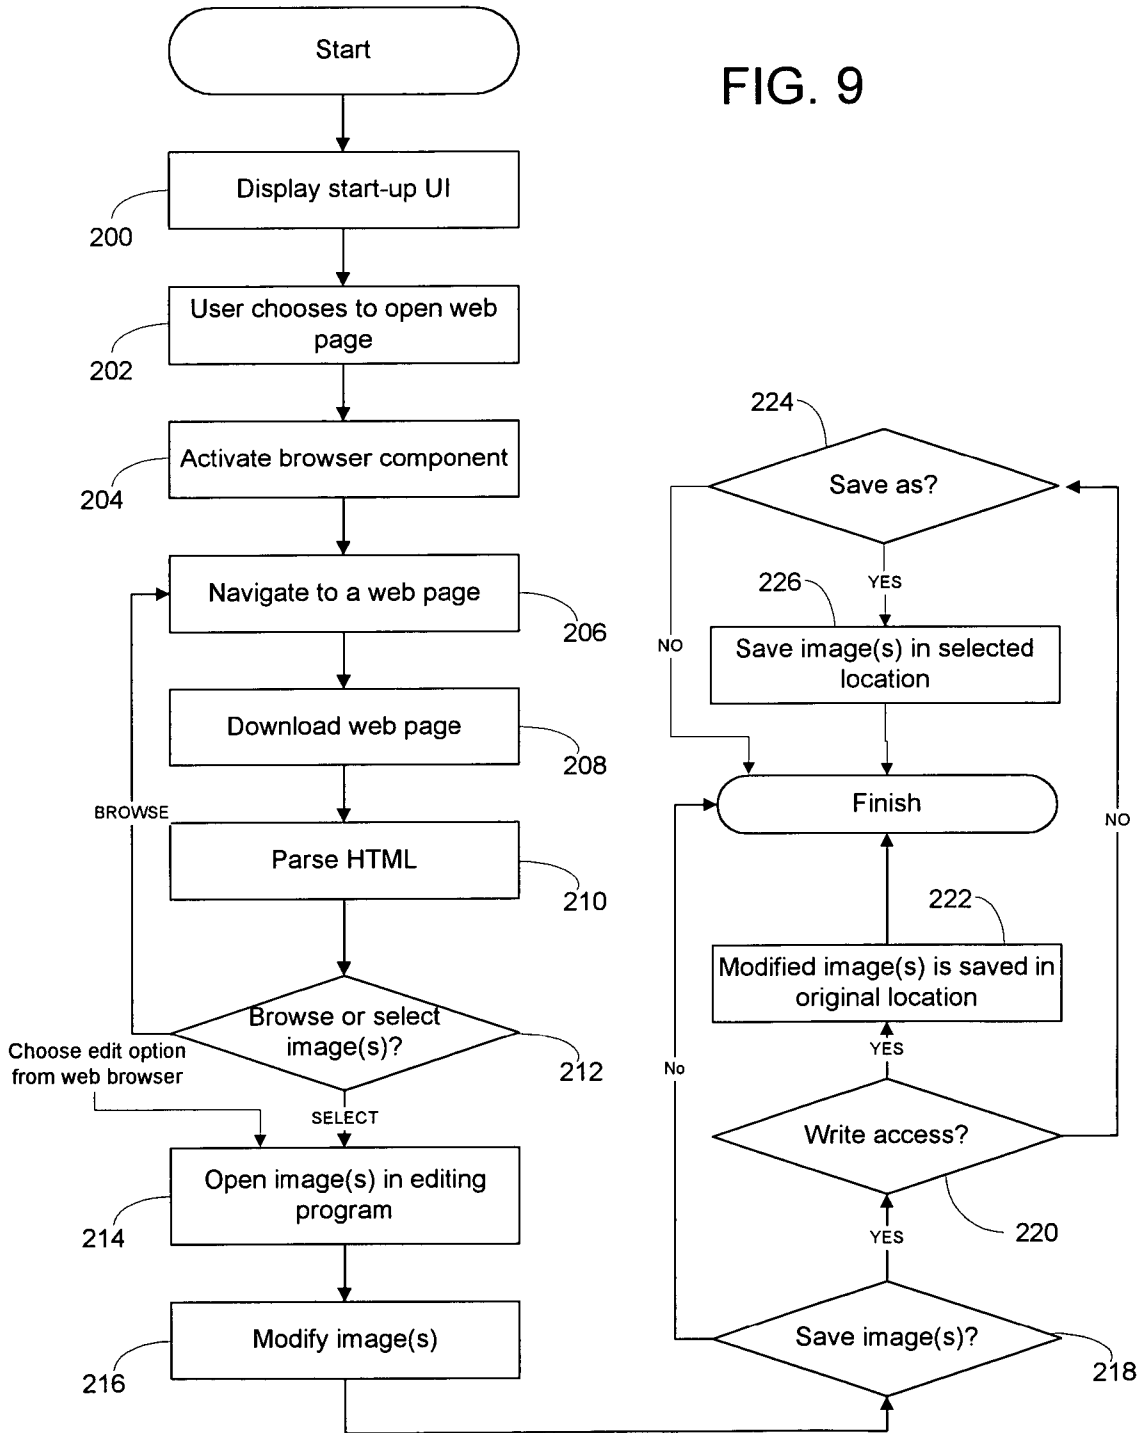 Start
FIG. 9
Display start-up UI
200
User chooses to open web
page
202
Activate browser component
204
Navigate to a web page
206
Download web page
208
BROWSE
Parse HTML
210
Browse or select
image(s)?
212
Choose edit option
from web browser
SELECT
Open image(s) in editing
program
214
Modify image(s)
216
224
Save as?
YES
226
NO
Save image(s) in selected
location
Finish
NO
222
Modified image(s) is saved in
original location
YES
No
Write access?
220
YES
Save image(s)?
218